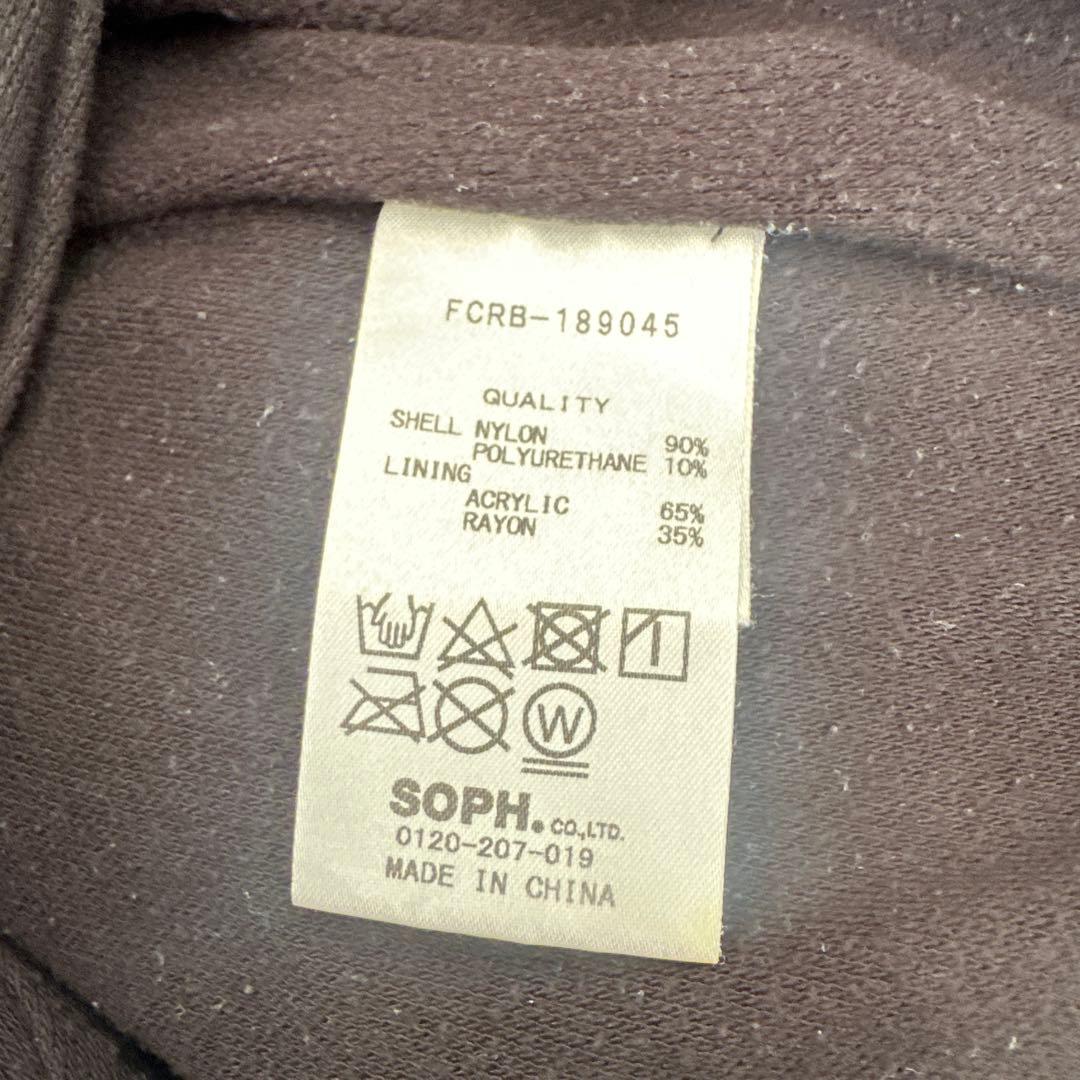 FCRB-189045
QUALITY
SHELL NYLON 90%
POLYURETHANE 10%
LINING
ACRYLIC 65%
RAYON 35%
W
SOPH. CO.,LTD.
0120-207-019
MADE IN CHINA